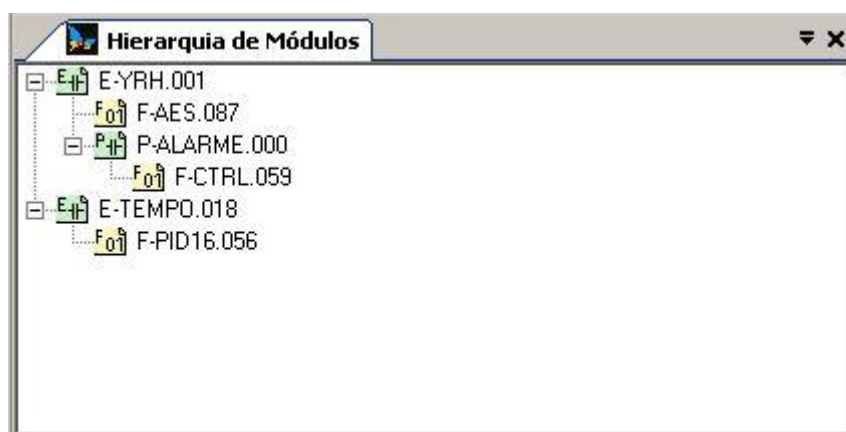 Hierarquia de Módulos
E-YRH.001
F-AES.087
P-ALARME.000
F-CTRL.059
E-TEMPO.018
F-PID16.056